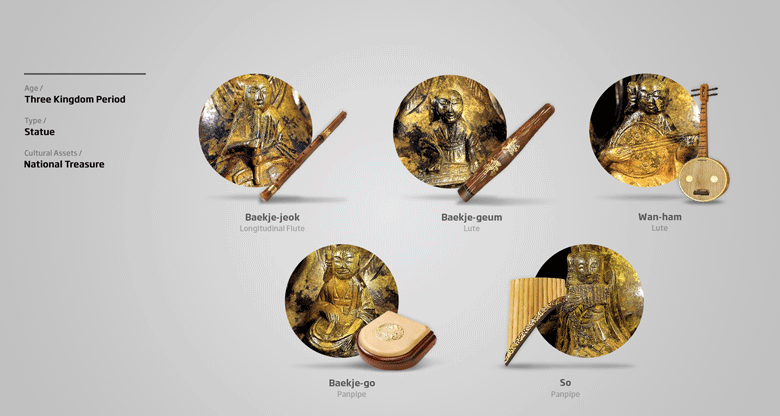 Age /
Three Kingdom Period
Type /
Statue
Cultural Assets /
National Treasure
Baekje-jeok
Longitudinal Flute
Baekje-geum
Lute
Wan-ham
Lute
Baekje-go
Panpipe
So
Panpipe